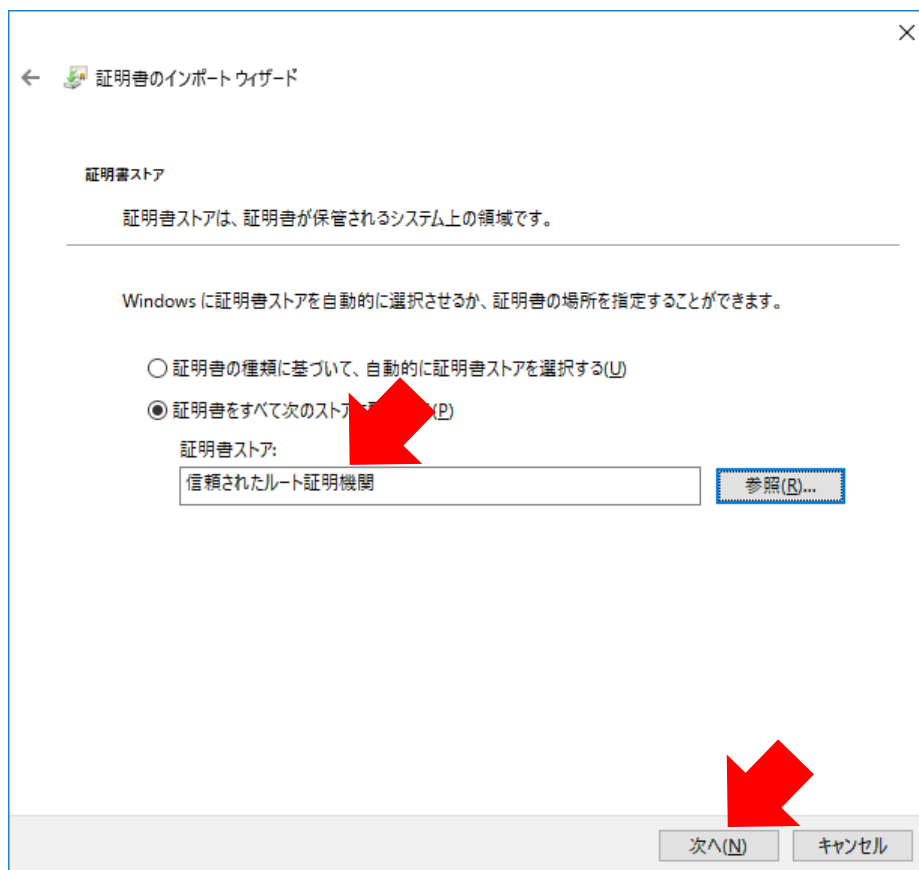 証明書のインポート ウィザード
証明書ストア
証明書ストアは、証明書が保管されるシステム上の領域です。
Windows に証明書ストアを自動的に選択させるか、証明書の場所を指定することができます。
証明書の種類に基づいて、自動的に証明書ストアを選択する(U)
証明書をすべて次のストア (P)
証明書ストア:
信頼されたルート証明機関
参照(R)...
次へ(N)
キャンセル